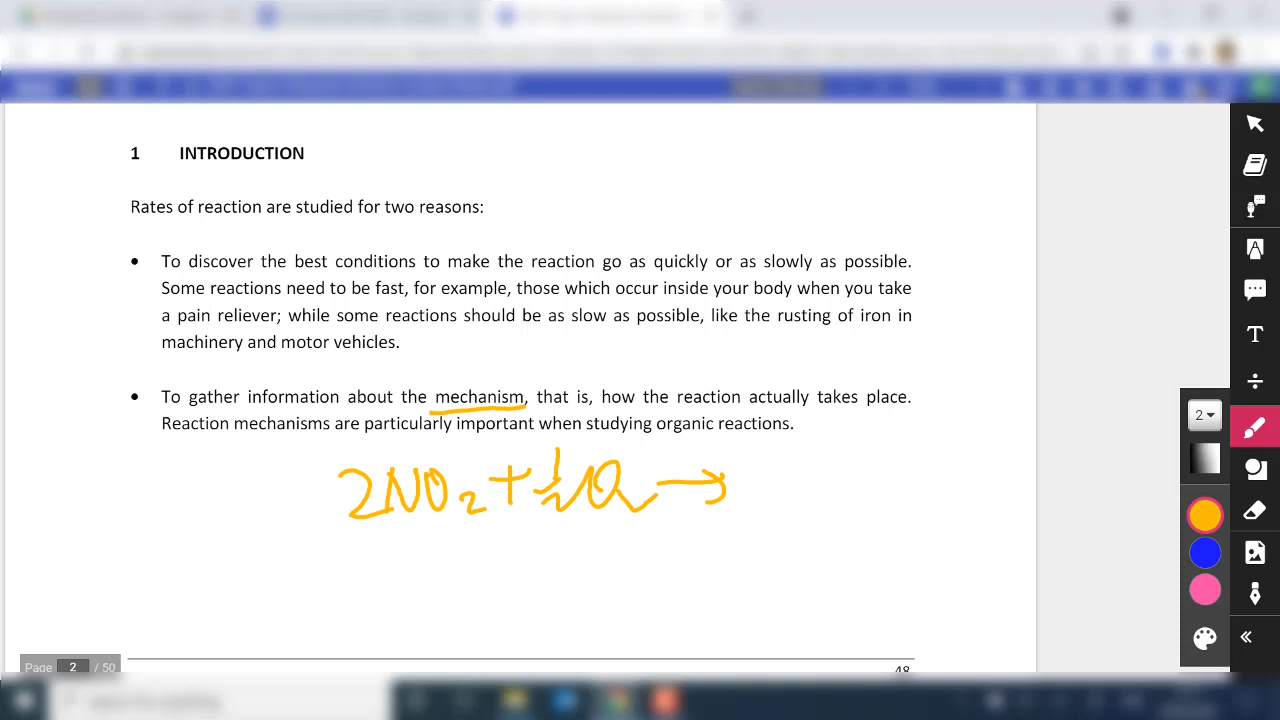 1 INTRODUCTION
Rates of reaction are studied for two reasons:
• To discover the best conditions to make the reaction go as quickly or as slowly as possible.
Some reactions need to be fast, for example, those which occur inside your body when you take
a pain reliever; while some reactions should be as slow as possible, like the rusting of iron in
machinery and motor vehicles.
• To gather information about the mechanism, that is, how the reaction actually takes place.
Reaction mechanisms are particularly important when studying organic reactions.
2NO₂ + ½ O₂ →
48
Page 2 / 50
2
T